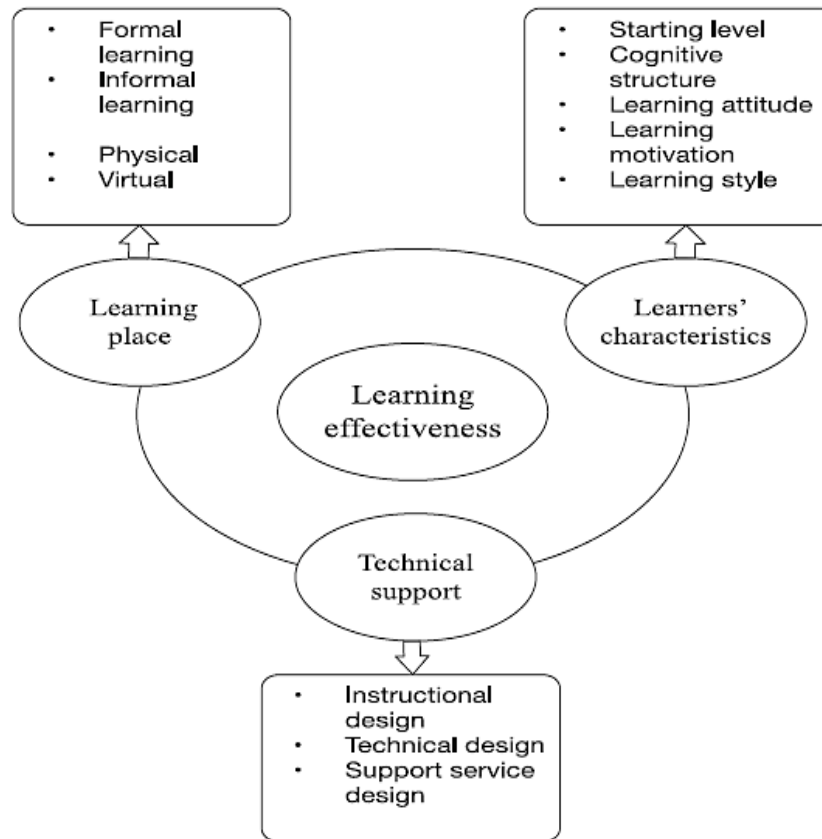 • Formal
learning
• Informal
learning
• Physical
• Virtual
• Starting level
• Cognitive
structure
• Learning attitude
• Learning
motivation
• Learning style
Learning
place
Learners’
characteristics
Learning
effectiveness
Technical
support
• Instructional
design
• Technical design
• Support service
design